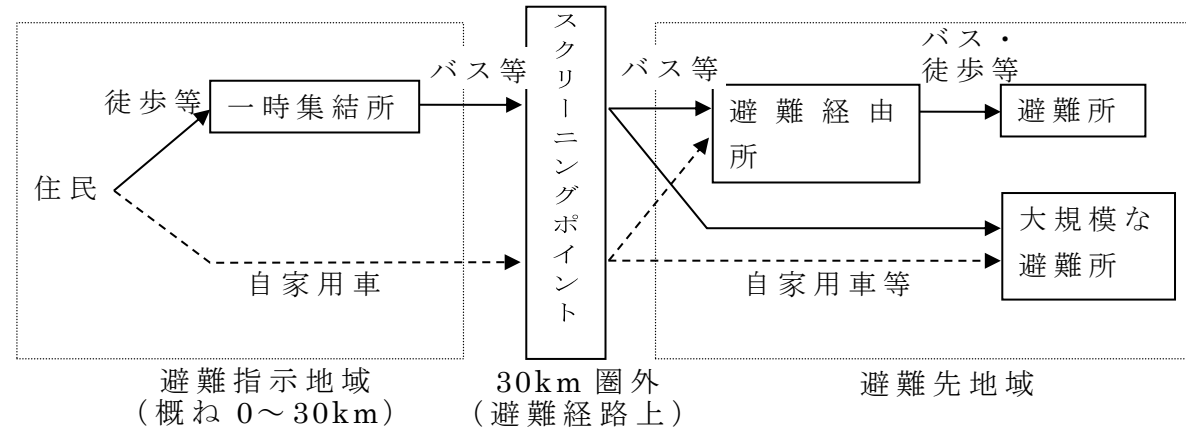 住民
徒歩等
一時集結所
バス等
自家用車
避難指示地域
（概ね 0～30km）
スクリーニングポイント
30km 圏外
（避難経路上）
バス等
避難経由
所
バス・
徒歩等
避難所
大規模な
避難所
自家用車等
避難先地域